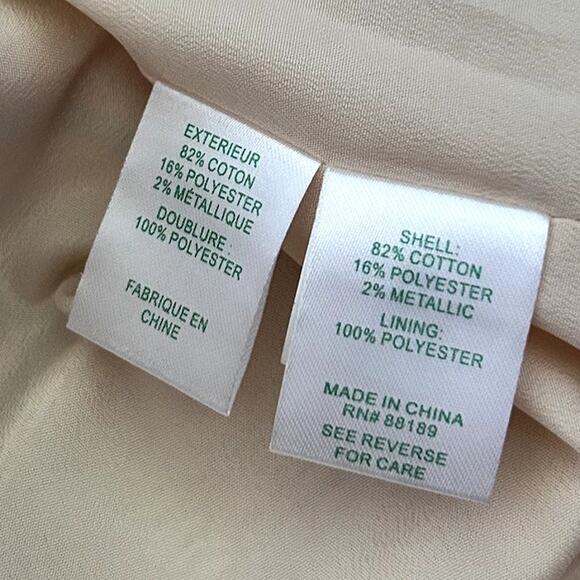 EXTERIEUR
82% COTON
16% POLYESTER
2% MÉTALLIQUE
DOUBLURE :
100% POLYESTER
FABRIQUE EN
CHINE
SHELL:
82% COTTON
16% POLYESTER
2% METALLIC
LINING:
100% POLYESTER
MADE IN CHINA
RN# 88189
SEE REVERSE
FOR CARE